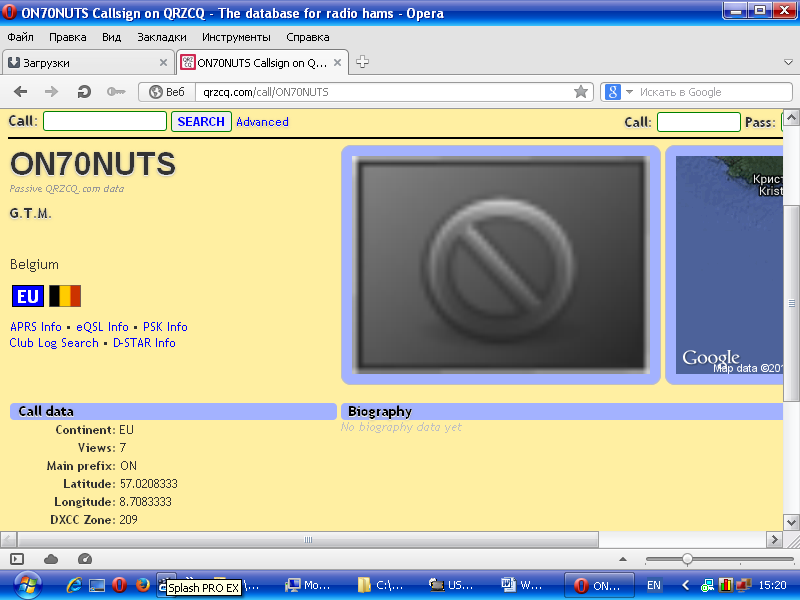 ON70NUTS Callsign on QRZCQ - The database for radio hams - Opera
Файл Правка Вид Закладки Инструменты Справка
Загрузки
QRZ CQ ON70NUTS Callsign on Q...
Веб qrzcq.com/call/ON70NUTS
8 Искать в Google
Call: SEARCH Advanced Call: Pass:
ON70NUTS
Passive QRZCQ.com data
G.T.M.
Belgium
EU
APRS Info • eQSL Info • PSK Info
Club Log Search • D-STAR Info
Крист
Krist
Google
Map data ©201
Call data
Biography
Continent: EU
No biography data yet
Views: 7
Main prefix: ON
Latitude: 57.0208333
Longitude: 8.7083333
DXCC Zone: 209
Splash PRO EX
\... Mo... C:\... US... W... ON... EN 15:20